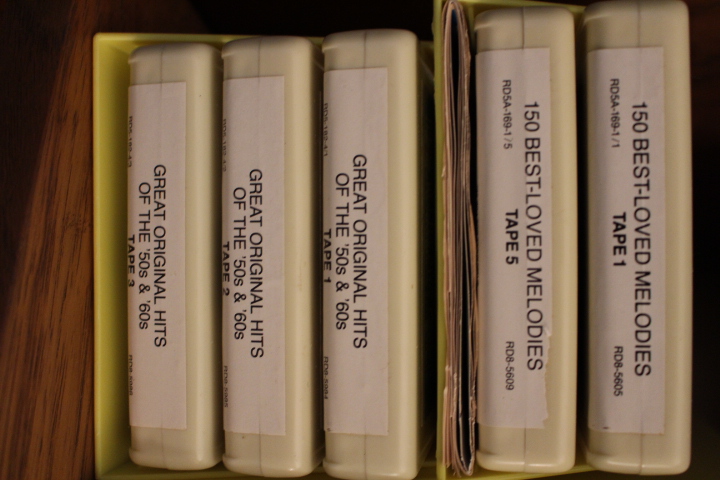 GREAT ORIGINAL HITS
OF THE '50s & '60s
TAPE 3
GREAT ORIGINAL HITS
OF THE '50s & '60s
TAPE 2
GREAT ORIGINAL HITS
OF THE '50s & '60s
TAPE 1
150 BEST-LOVED MELODIES
RD5A-169-1/5 TAPE 5 RD8-5609
150 BEST-LOVED MELODIES
RD5A-169-1/1 TAPE 1 RD8-5605